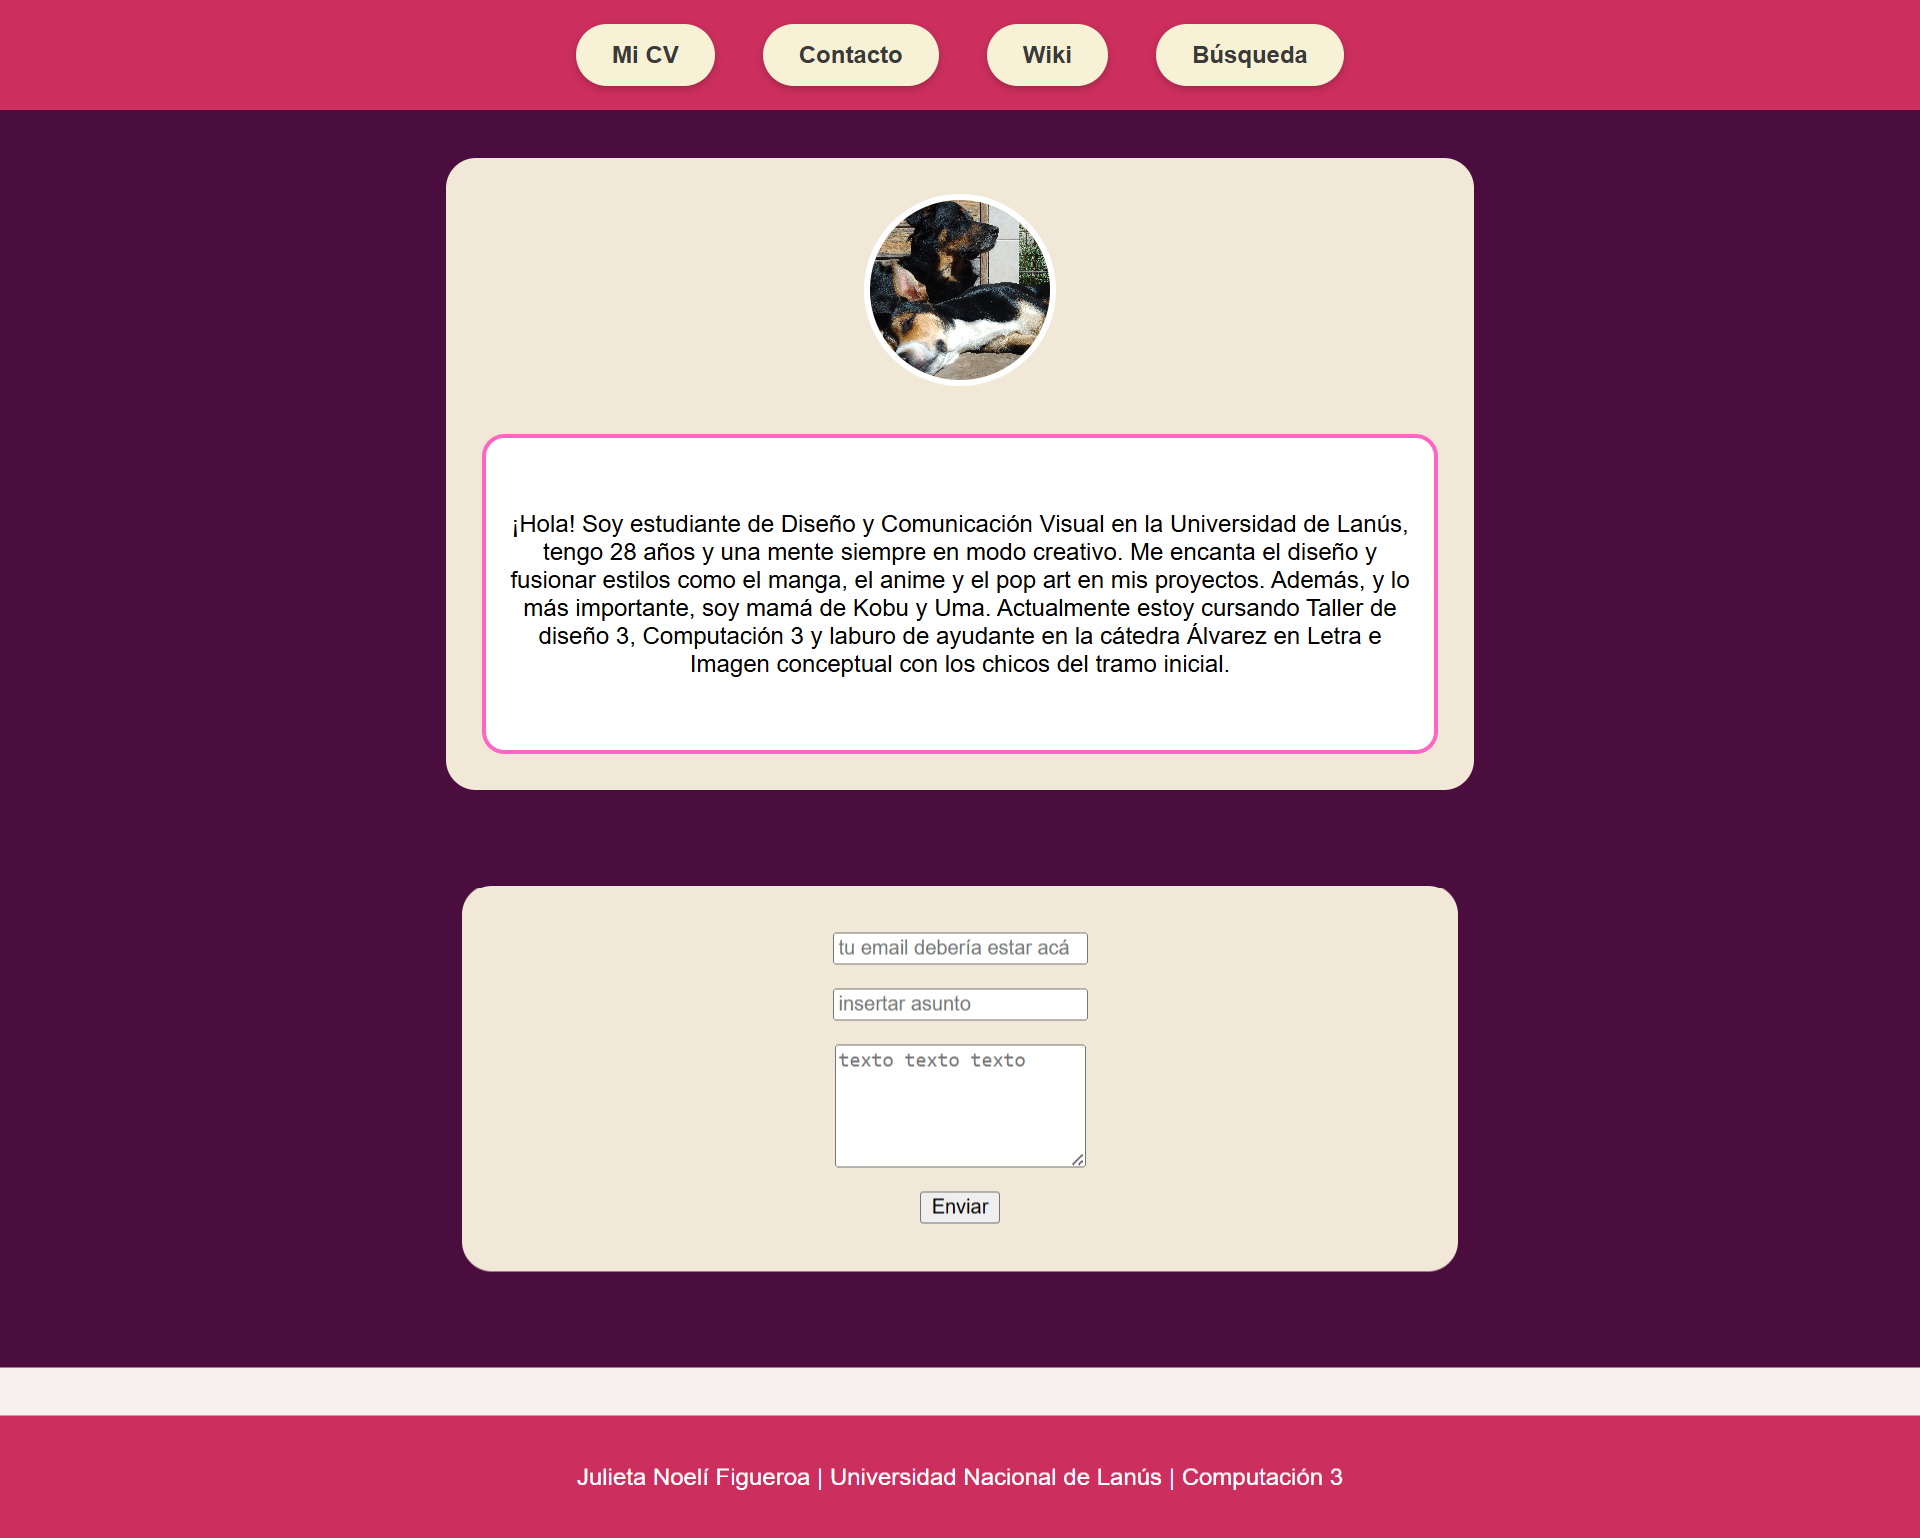 Mi CV
Contacto
Wiki
Búsqueda
¡Hola! Soy estudiante de Diseño y Comunicación Visual en la Universidad de Lanús,
tengo 28 años y una mente siempre en modo creativo. Me encanta el diseño y
fusionar estilos como el manga, el anime y el pop art en mis proyectos. Además, y lo
más importante, soy mamá de Kobu y Uma. Actualmente estoy cursando Taller de
diseño 3, Computación 3 y laburo de ayudante en la cátedra Álvarez en Letra e
Imagen conceptual con los chicos del tramo inicial.
tu email debería estar acá
insertar asunto
texto texto texto
Enviar
Julieta Noelí Figueroa | Universidad Nacional de Lanús | Computación 3